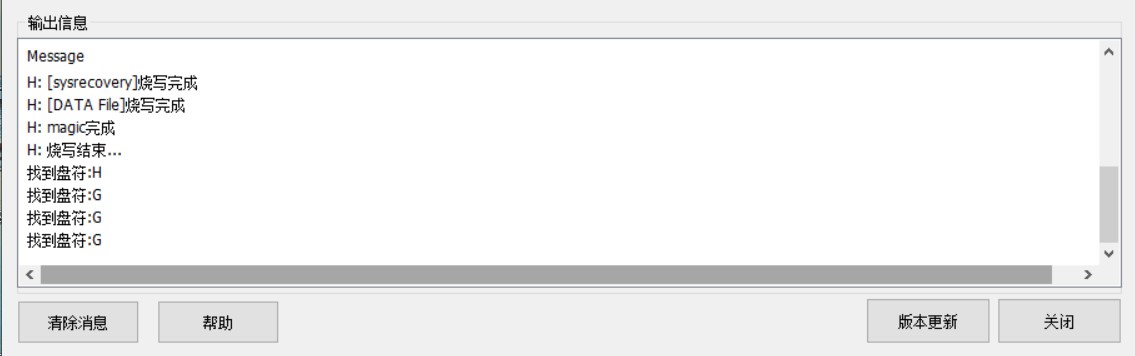 输出信息
Message
H: [sysrecovery]烧写完成
H: [DATA File]烧写完成
H: magic完成
H: 烧写结束...
找到盘符:H
找到盘符:G
找到盘符:G
找到盘符:G
清除消息 帮助 版本更新 关闭